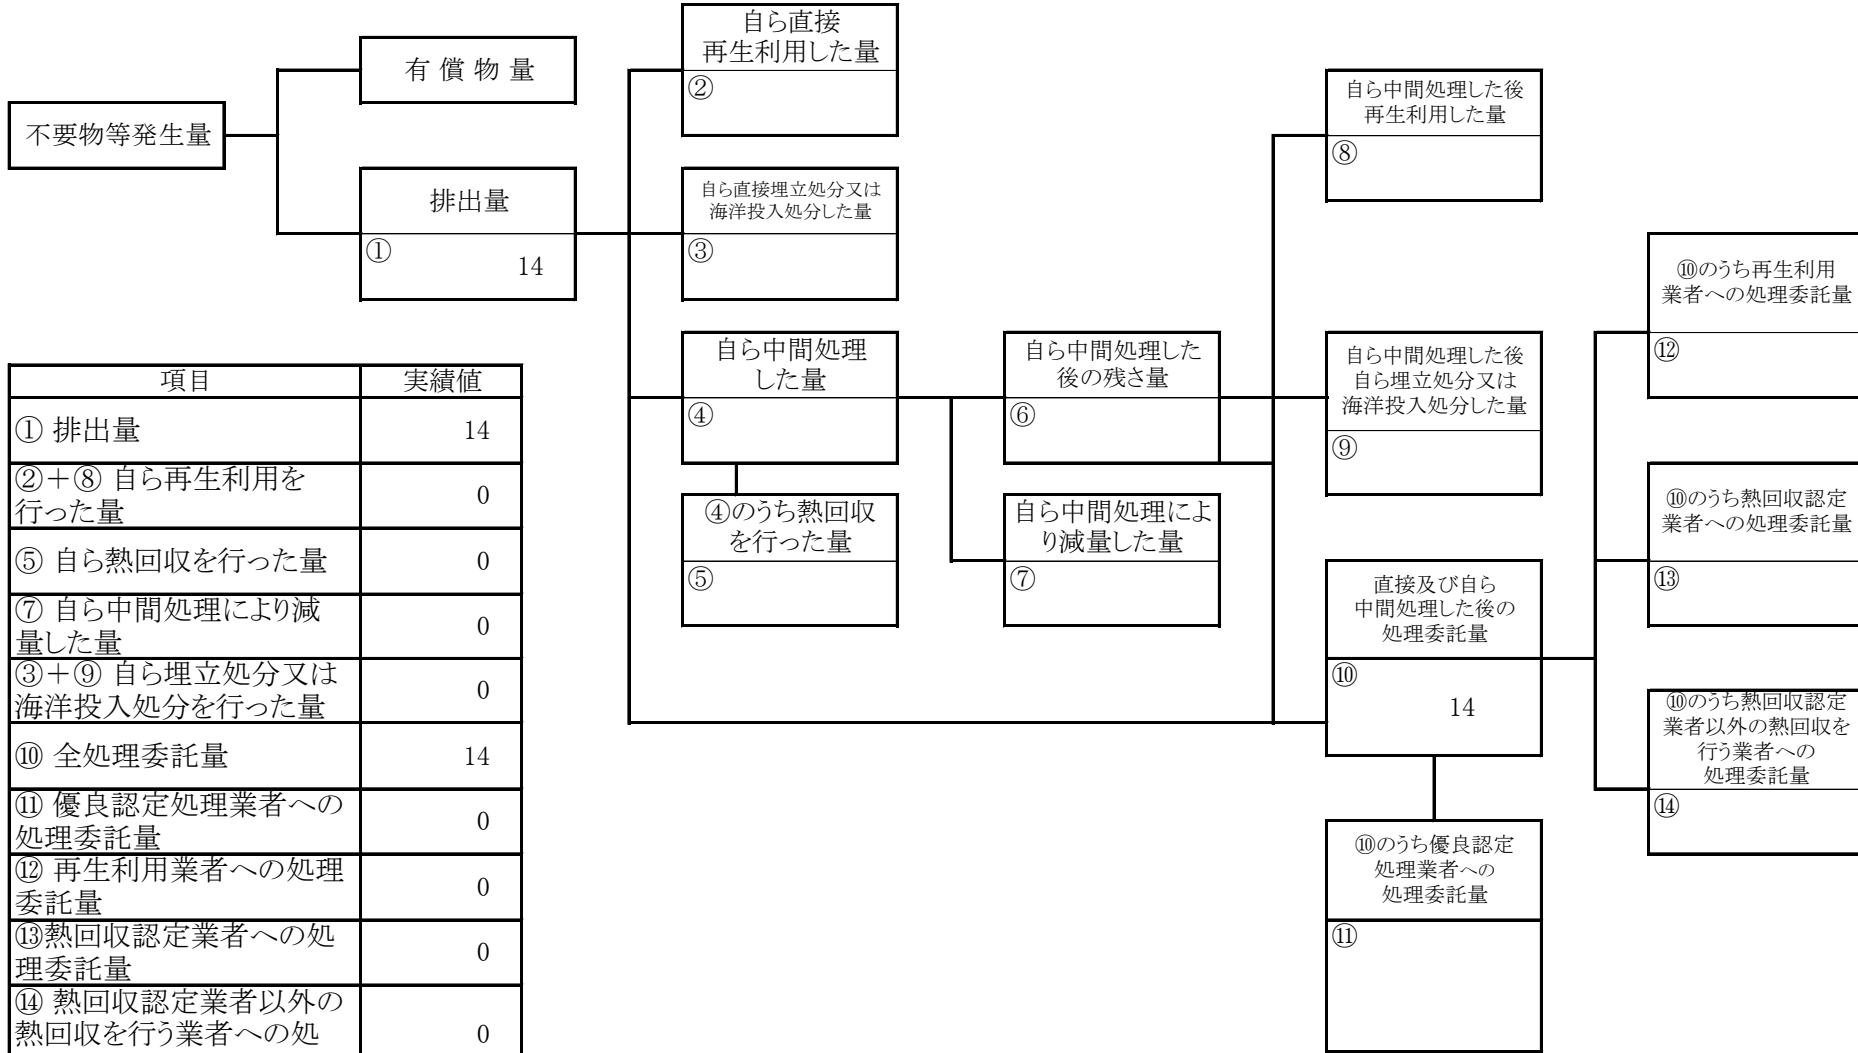 不要物等発生量
有 償 物 量
排出量
①
14
自ら直接
再生利用した量
②
自ら直接埋立処分又は
海洋投入処分した量
③
自ら中間処理
した量
④
④のうち熱回収
を行った量
⑤
自ら中間処理した
後の残さ量
⑥
自ら中間処理によ
り減量した量
⑦
自ら中間処理した後
再生利用した量
⑧
自ら中間処理した後
自ら埋立処分又は
海洋投入処分した量
⑨
直接及び自ら
中間処理した後の
処理委託量
⑩
14
⑩のうち優良認定
処理業者への
処理委託量
⑪
⑩のうち再生利用
業者への処理委託量
⑫
⑩のうち熱回収認定
業者への処理委託量
⑬
⑩のうち熱回収認定
業者以外の熱回収を
行う業者への
処理委託量
⑭
項目 実績値
① 排出量 14
②＋⑧ 自ら再生利用を
行った量 0
⑤ 自ら熱回収を行った量 0
⑦ 自ら中間処理により減
量した量 0
③＋⑨ 自ら埋立処分又は
海洋投入処分を行った量 0
⑩ 全処理委託量 14
⑪ 優良認定処理業者への
処理委託量 0
⑫ 再生利用業者への処理
委託量 0
⑬熱回収認定業者への処
理委託量 0
⑭ 熱回収認定業者以外の
熱回収を行う業者への処 0